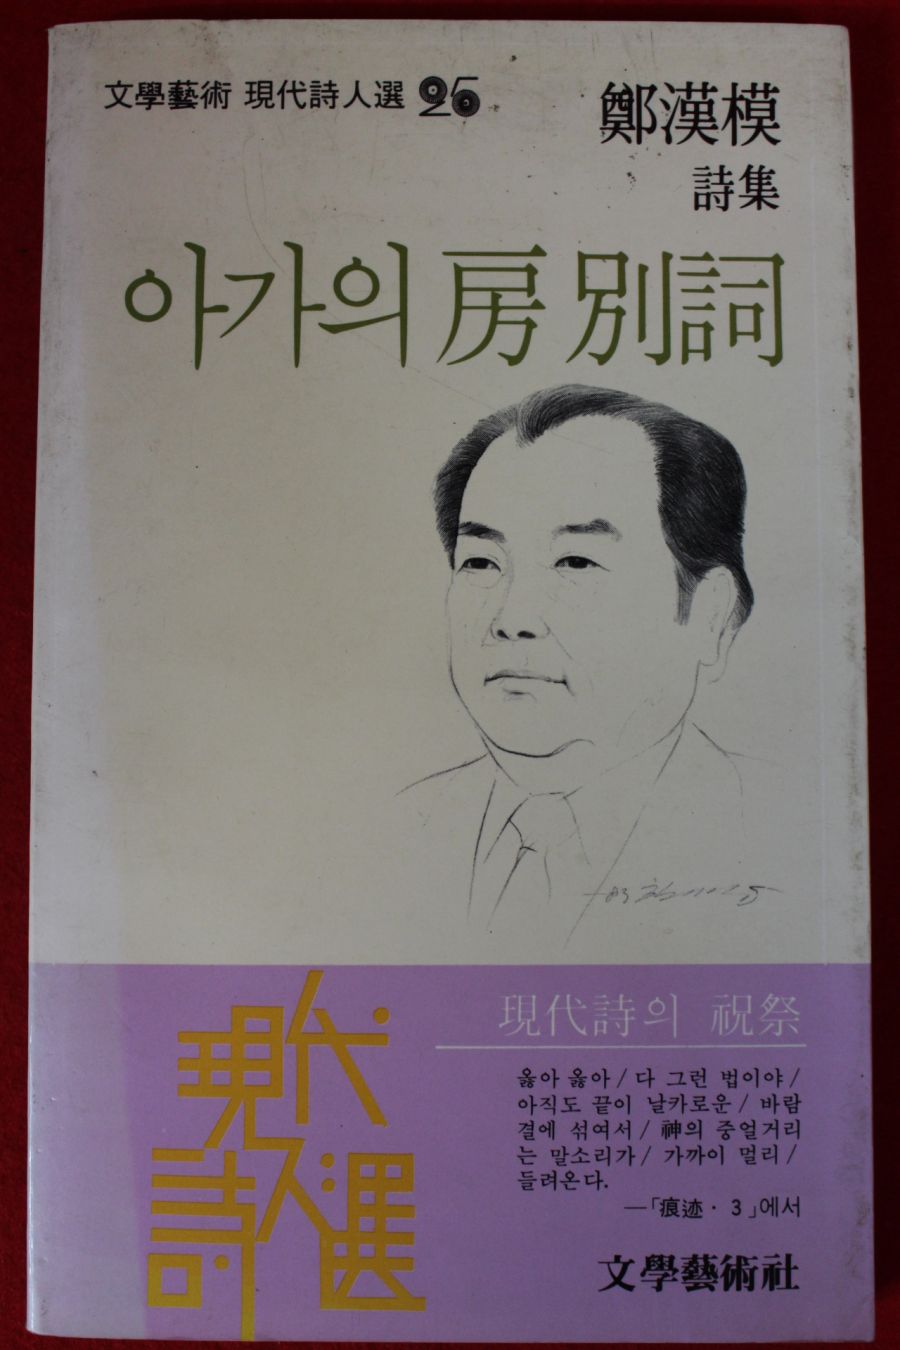 文學藝術 現代詩人選 25
鄭漢模
詩集
아가의 房 別詞
現代詩人選
現代詩의 祝祭
옳아 옳아/다 그런 법이야/
아직도 끝이 날카로운/ 바람
결에 섞여서/神의 중얼거리
는 말소리가/ 가까이 멀리/
들려온다.
—「痕迹· 3」에서
文學藝術社